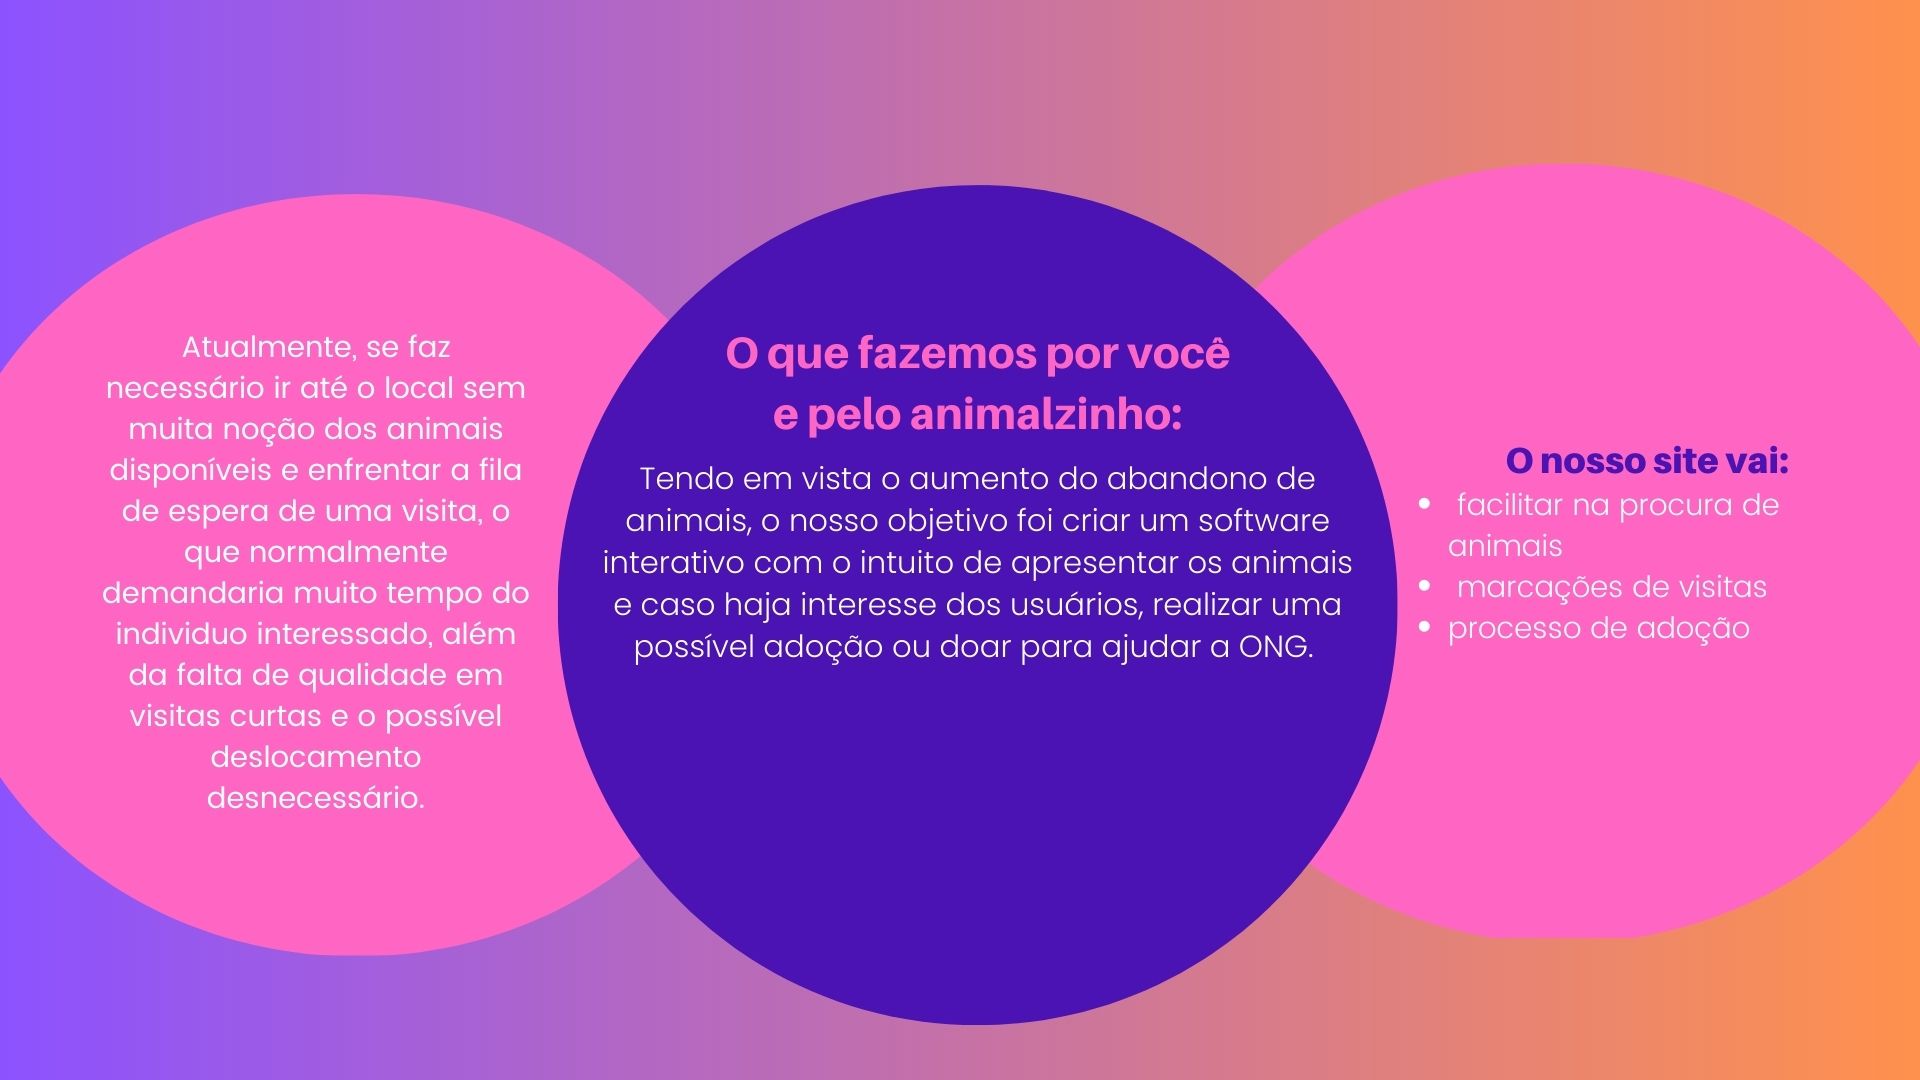 Atualmente, se faz
necessário ir até o local sem
muita noção dos animais
disponíveis e enfrentar a fila
de espera de uma visita, o
que normalmente
demandaria muito tempo do
individuo interessado, além
da falta de qualidade em
visitas curtas e o possível
deslocamento
desnecessário.
O que fazemos por você
e pelo animalzinho:
Tendo em vista o aumento do abandono de
animais, o nosso objetivo foi criar um software
interativo com o intuito de apresentar os animais
e caso haja interesse dos usuários, realizar uma
possível adoção ou doar para ajudar a ONG.
O nosso site vai:
• facilitar na procura de
animais
• marcações de visitas
• processo de adoção